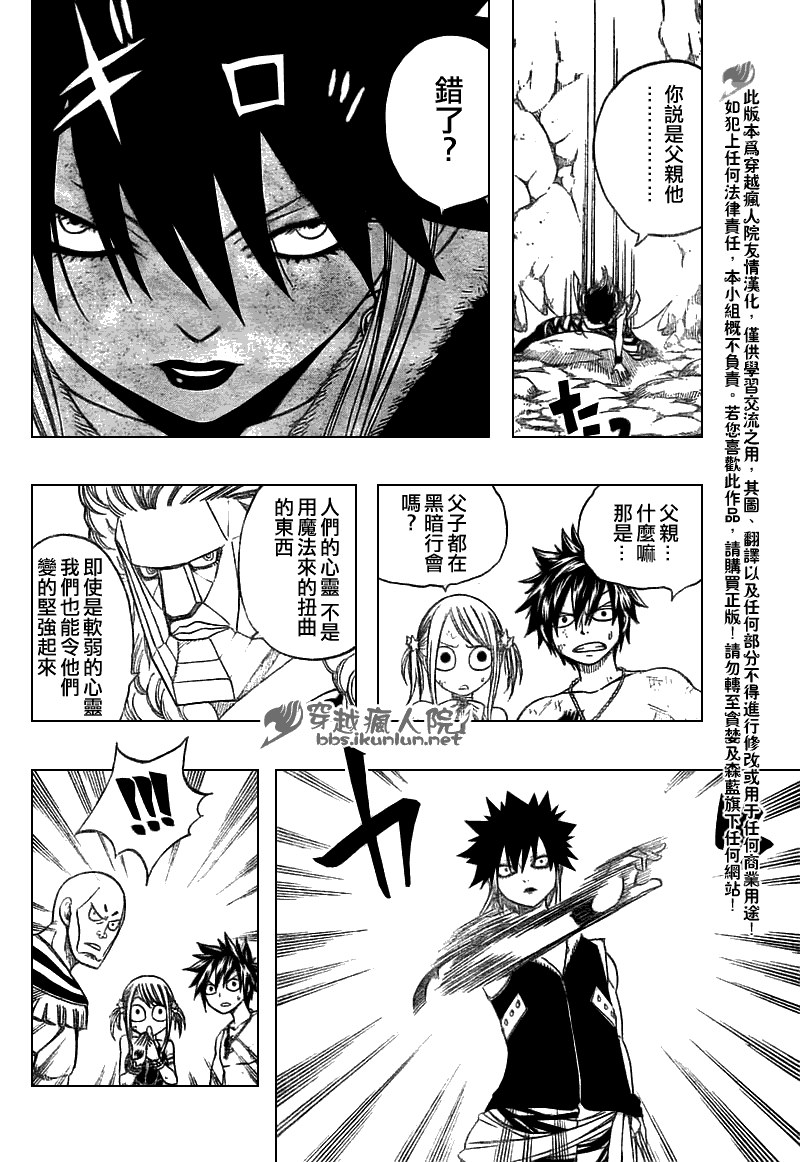 此版本爲穿越瘋人院友情漢化，僅供學習交流之用，其圖、翻譯以及任何部分不得進行修改或用于任何商業用途！
如犯上任何法律責任，本小組概不負責。若您喜歡此作品，請購買正版！請勿轉至貪婪及森藍旗下任何網站！
你説是父親他
……………
錯了?
父親…
什麼嘛
那是…
父子都在
黑暗行會
嗎?
人們的心靈 不是
用魔法來的扭曲
的東西
即使是軟弱的心靈
我們也能令他們
變的堅強起來
穿越瘋人院
bbs.ikunlun.net
!!!